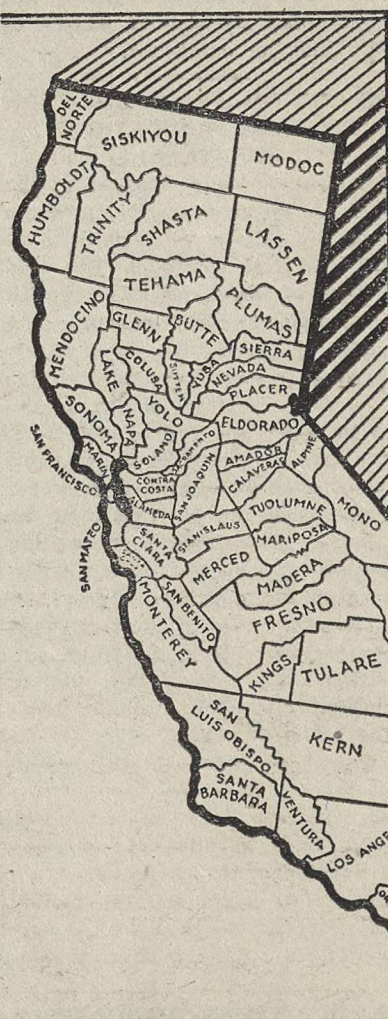 DEL
NORTE
SISKIYOU
MODOC
HUMBOLDT
TRINITY
SHASTA
LASSEN
TEHAMA
PLUMAS
MENDOCINO
GLENN
BUTTE
SIERRA
LAKE
COLUSA
SUTTER
YUBA
NEVADA
PLACER
SONOMA
NAPA
YOLO
ELDORADO
SAN FRANCISCO
MARIN
SOLANO
SACRAMENTO
AMADOR
ALPINE
CALAVERAS
CONTRA
COSTA
SAN JOAQUIN
ALAMEDA
TUOLUMNE
MONO
SAN MATEO
SANTA
CLARA
STANISLAUS
MARIPOSA
MERCED
MADERA
SAN BENITO
MONTEREY
FRESNO
KINGS
TULARE
SAN
LUIS OBISPO
KERN
SANTA
BARBARA
VENTURA
LOS ANG